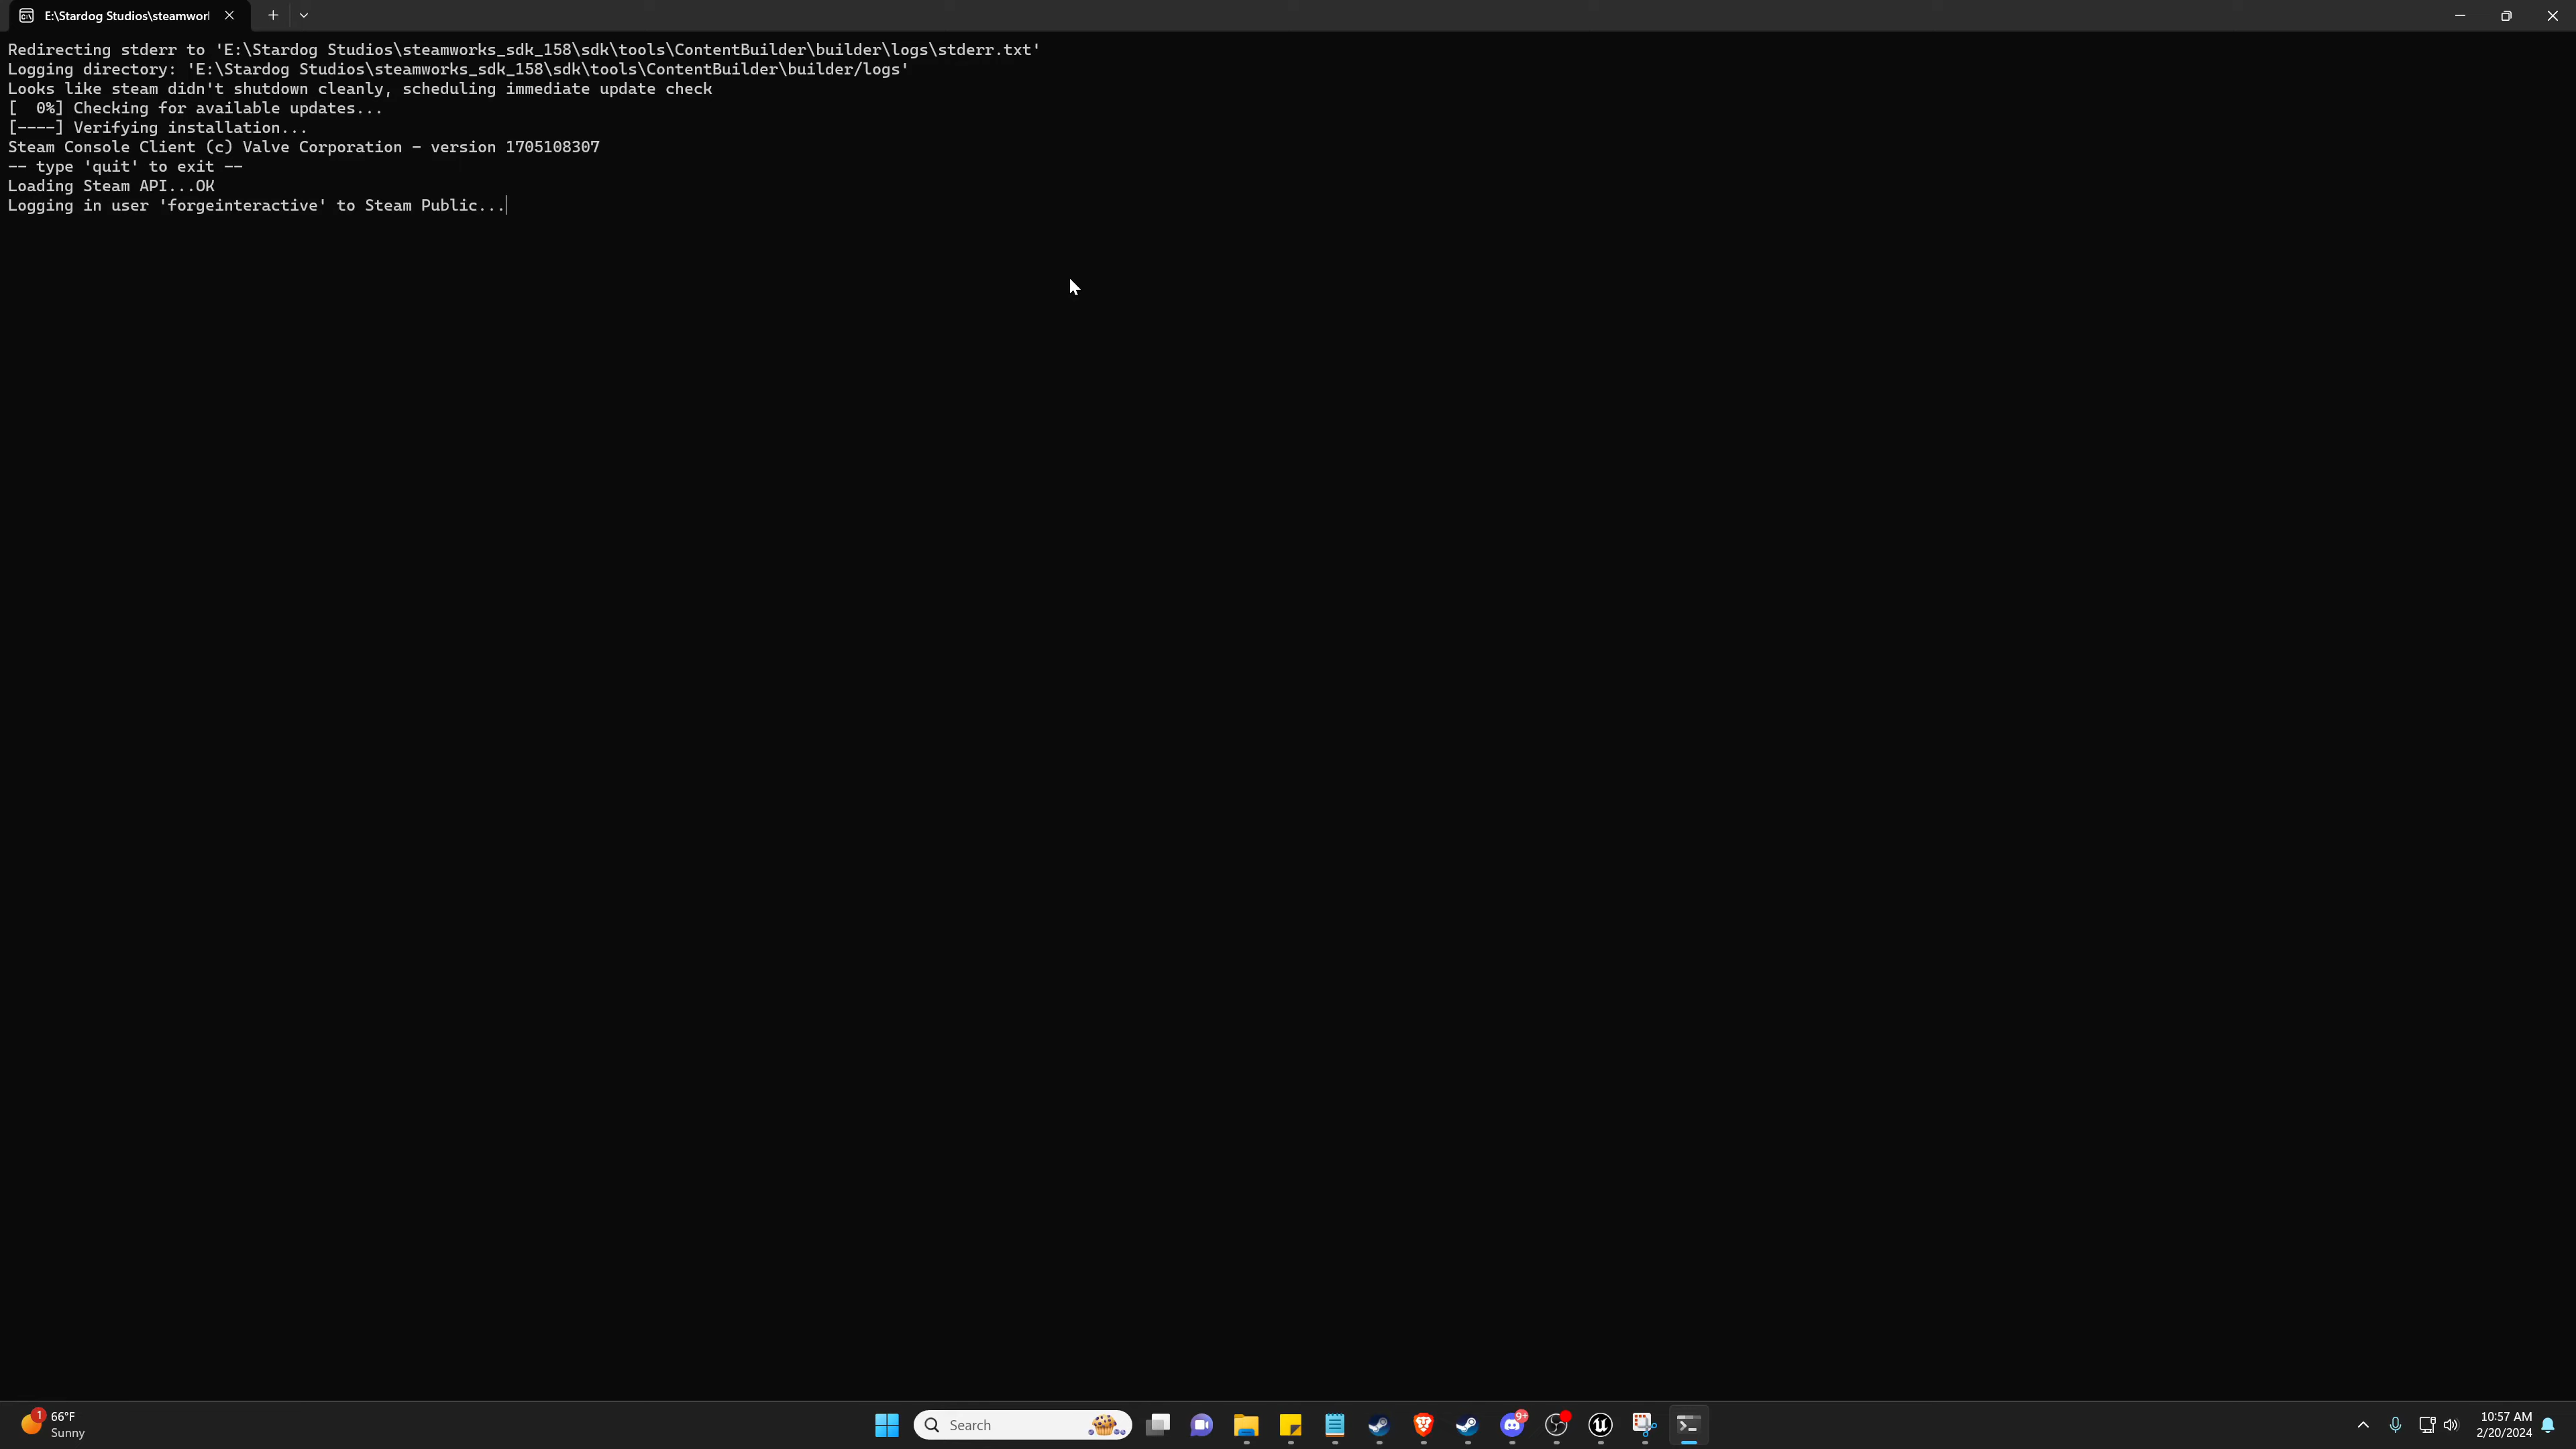 E:\Stardog Studios\steamworl
Redirecting stderr to 'E:\Stardog Studios\steamworks_sdk_158\sdk\tools\ContentBuilder\builder\logs\stderr.txt'
Logging directory: 'E:\Stardog Studios\steamworks_sdk_158\sdk\tools\ContentBuilder\builder/logs'
Looks like steam didn't shutdown cleanly, scheduling immediate update check
[  0%] Checking for available updates...
[----] Verifying installation...
Steam Console Client (c) Valve Corporation - version 1705108307
-- type 'quit' to exit --
Loading Steam API...OK
Logging in user 'forgeinteractive' to Steam Public...
1
66°F
Sunny
Search
9+
10:57 AM
2/20/2024